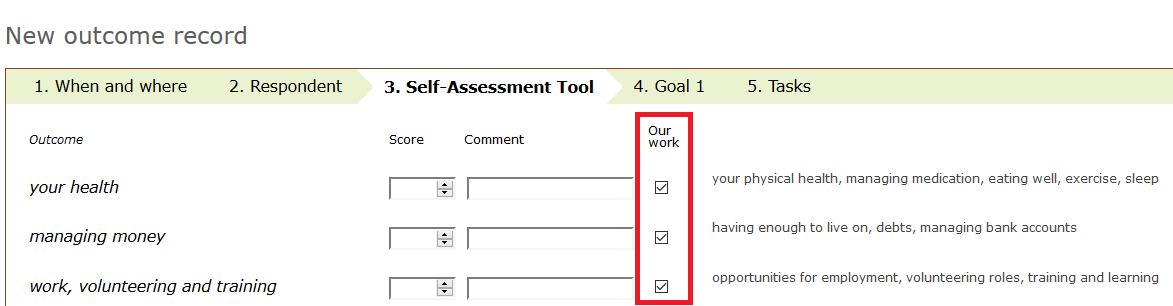 New outcome record
1. When and where 2. Respondent 3. Self-Assessment Tool 4. Goal 1 5. Tasks
Outcome Score Comment Our work
your health your physical health, managing medication, eating well, exercise, sleep
managing money having enough to live on, debts, managing bank accounts
work, volunteering and training opportunities for employment, volunteering roles, training and learning